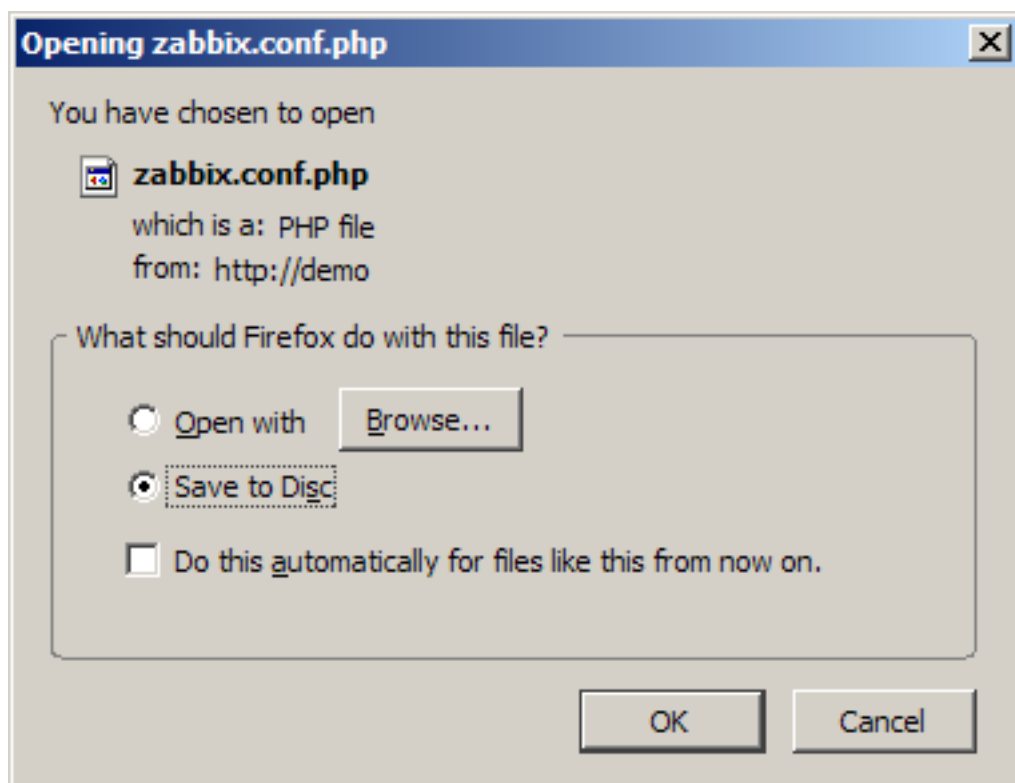 Opening zabbix.conf.php
You have chosen to open
zabbix.conf.php
which is a: PHP file
from: http://demo
What should Firefox do with this file?
Open with Browse...
Save to Disc
Do this automatically for files like this from now on.
OK Cancel